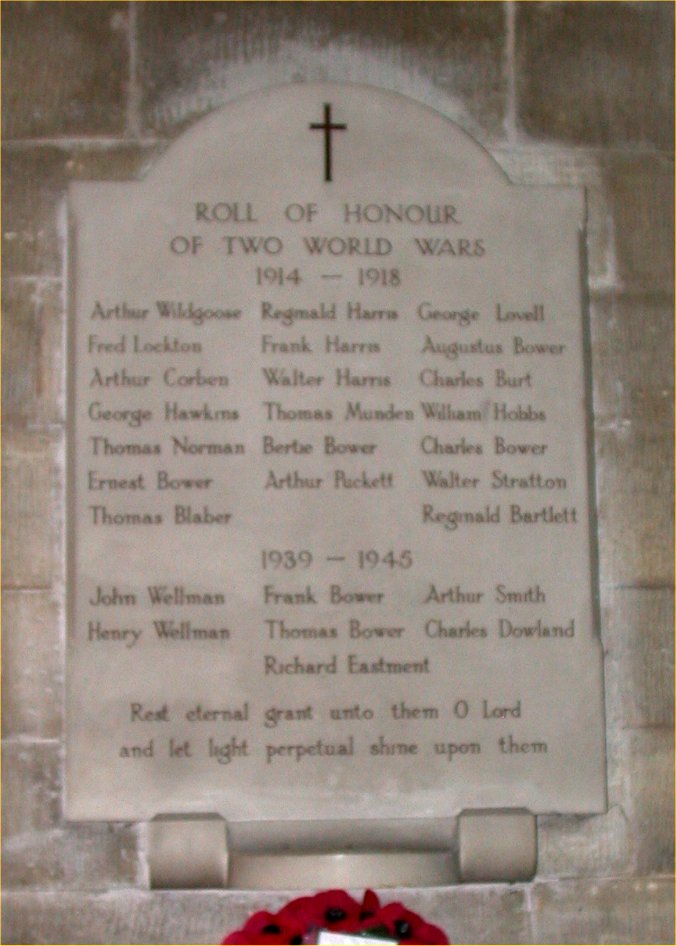 ROLL OF HONOUR
OF TWO WORLD WARS
1914 — 1918
Arthur Wildgoose Reginald Harris George Lovell
Fred Lockton Frank Harris Augustus Bower
Arthur Corben Walter Harris Charles Burt
George Hawkins Thomas Munden William Hobbs
Thomas Norman Bertie Bower Charles Bower
Ernest Bower Arthur Puckett Walter Stratton
Thomas Blaber Reginald Bartlett
1939 — 1945
John Wellman Frank Bower Arthur Smith
Henry Wellman Thomas Bower Charles Dowland
Richard Eastment
Rest eternal grant unto them O Lord
and let light perpetual shine upon them